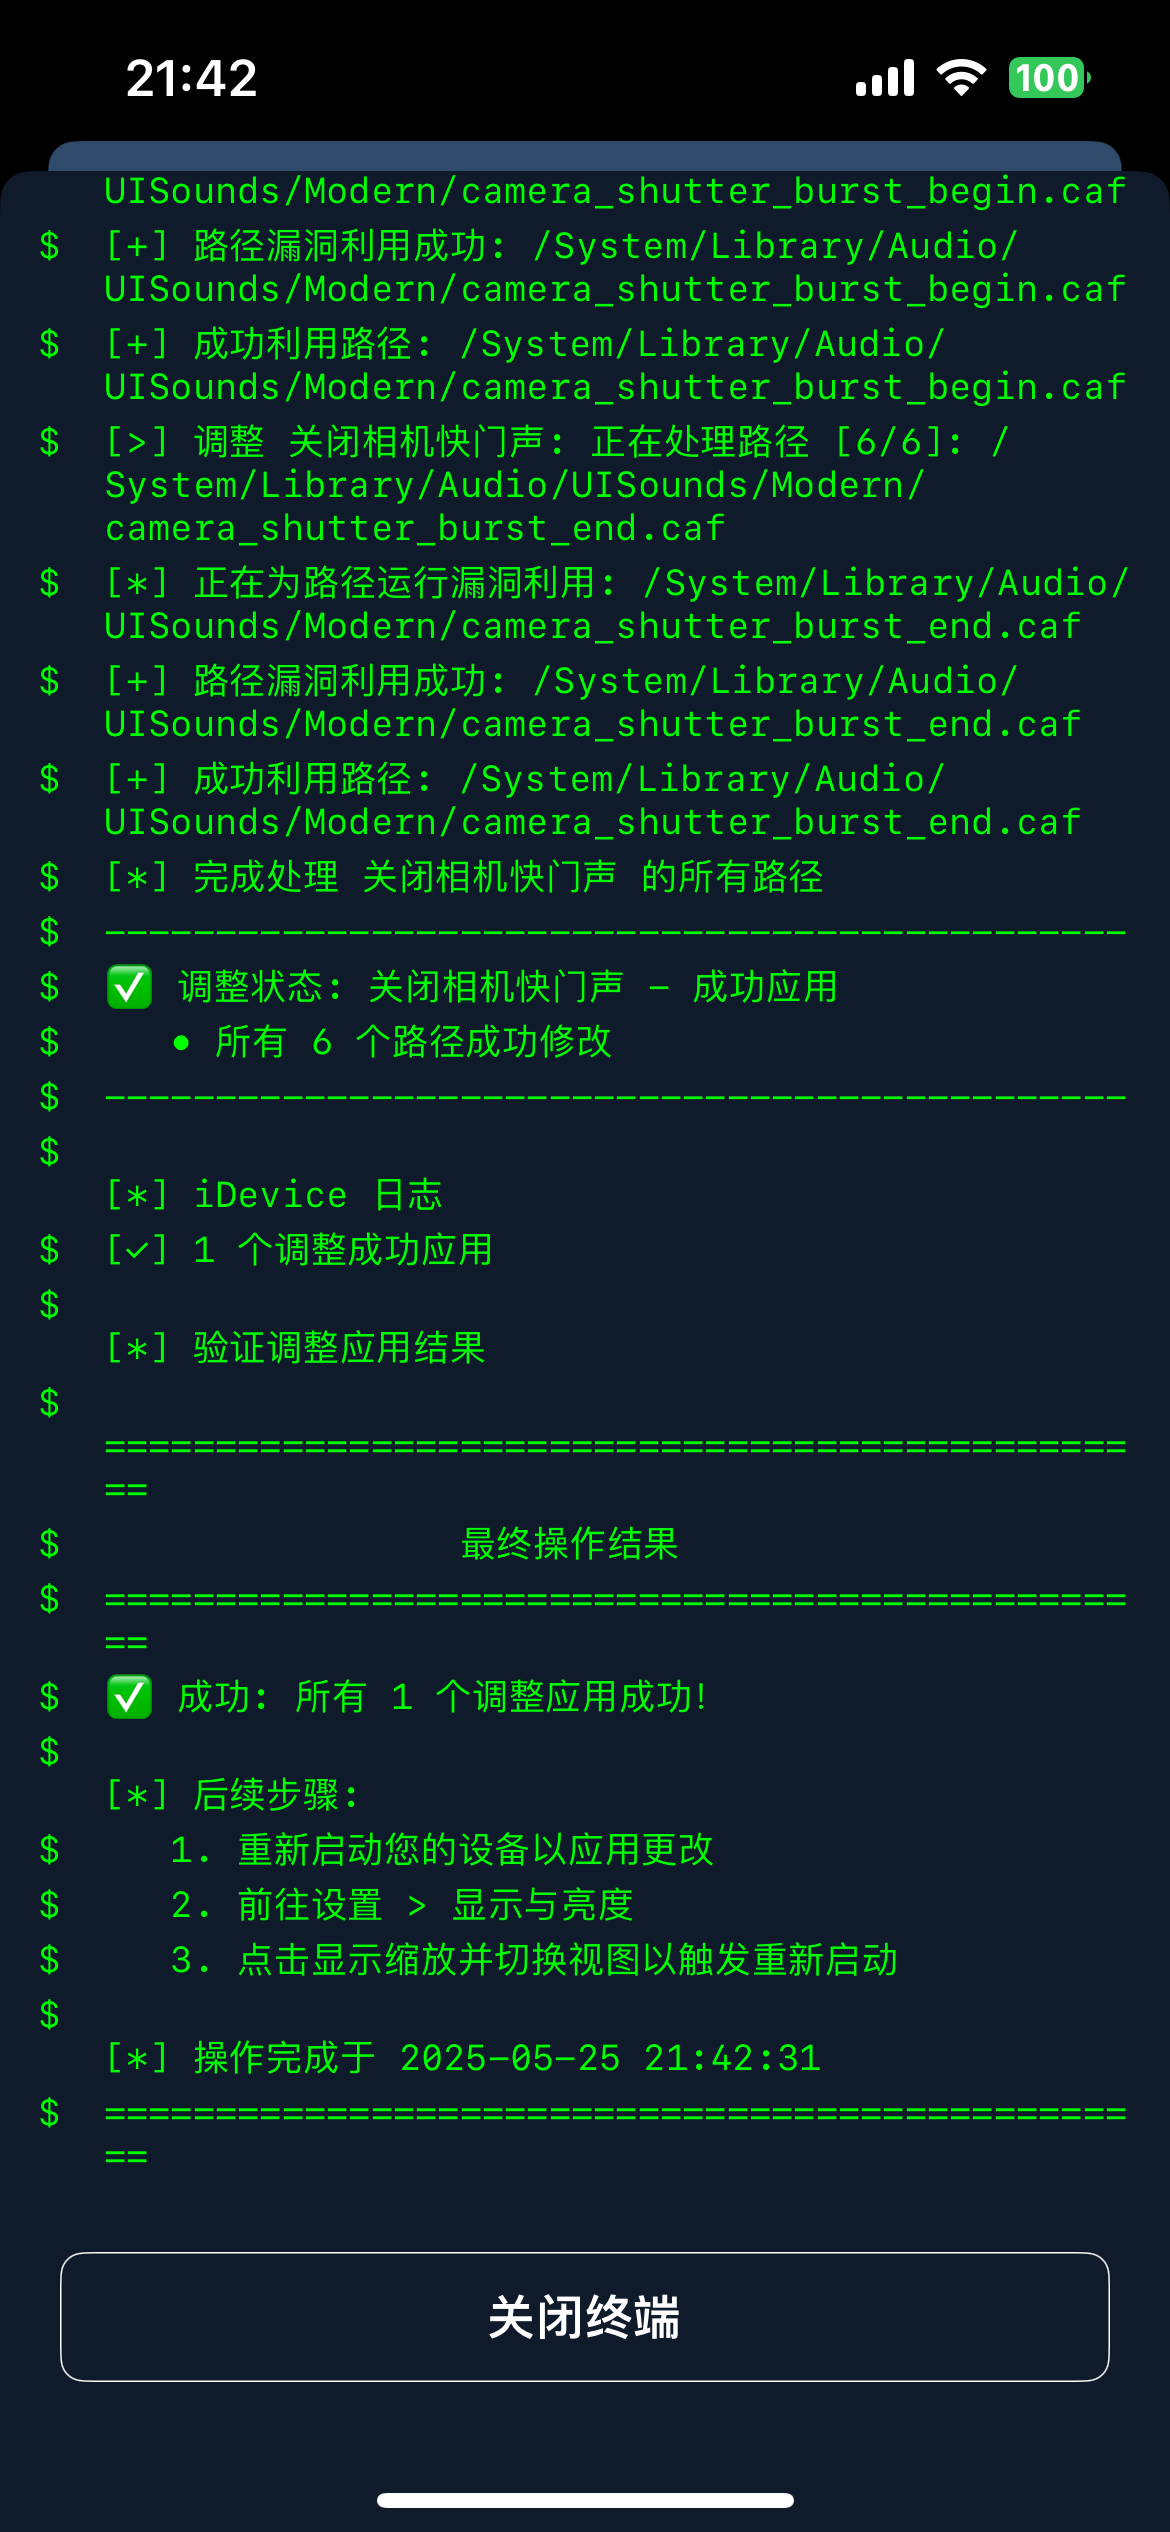 21:42
100
UISounds/Modern/camera_shutter_burst_begin.caf
$ [+] 路径漏洞利用成功: /System/Library/Audio/
UISounds/Modern/camera_shutter_burst_begin.caf
$ [+] 成功利用路径: /System/Library/Audio/
UISounds/Modern/camera_shutter_burst_begin.caf
$ [>] 调整 关闭相机快门声: 正在处理路径 [6/6]: /
System/Library/Audio/UISounds/Modern/
camera_shutter_burst_end.caf
$ [*] 正在为路径运行漏洞利用: /System/Library/Audio/
UISounds/Modern/camera_shutter_burst_end.caf
$ [+] 路径漏洞利用成功: /System/Library/Audio/
UISounds/Modern/camera_shutter_burst_end.caf
$ [+] 成功利用路径: /System/Library/Audio/
UISounds/Modern/camera_shutter_burst_end.caf
$ [*] 完成处理 关闭相机快门声 的所有路径
$ ----------------------------------------------
$ ✅ 调整状态: 关闭相机快门声 - 成功应用
$ • 所有 6 个路径成功修改
$ ----------------------------------------------
$
[*] iDevice 日志
$ [✓] 1 个调整成功应用
$
[*] 验证调整应用结果
$
==============================================
==
$ 最终操作结果
$ ==============================================
==
$ ✅ 成功: 所有 1 个调整应用成功!
$
[*] 后续步骤:
$ 1. 重新启动您的设备以应用更改
$ 2. 前往设置 > 显示与亮度
$ 3. 点击显示缩放并切换视图以触发重新启动
$
[*] 操作完成于 2025-05-25 21:42:31
$ ==============================================
==
关闭终端